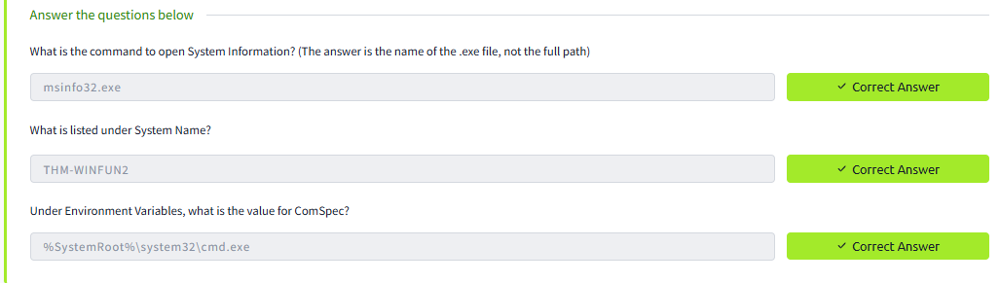 Answer the questions below
What is the command to open System Information? (The answer is the name of the .exe file, not the full path)
msinfo32.exe
✓ Correct Answer
What is listed under System Name?
THM-WINFUN2
✓ Correct Answer
Under Environment Variables, what is the value for ComSpec?
%SystemRoot%\system32\cmd.exe
✓ Correct Answer